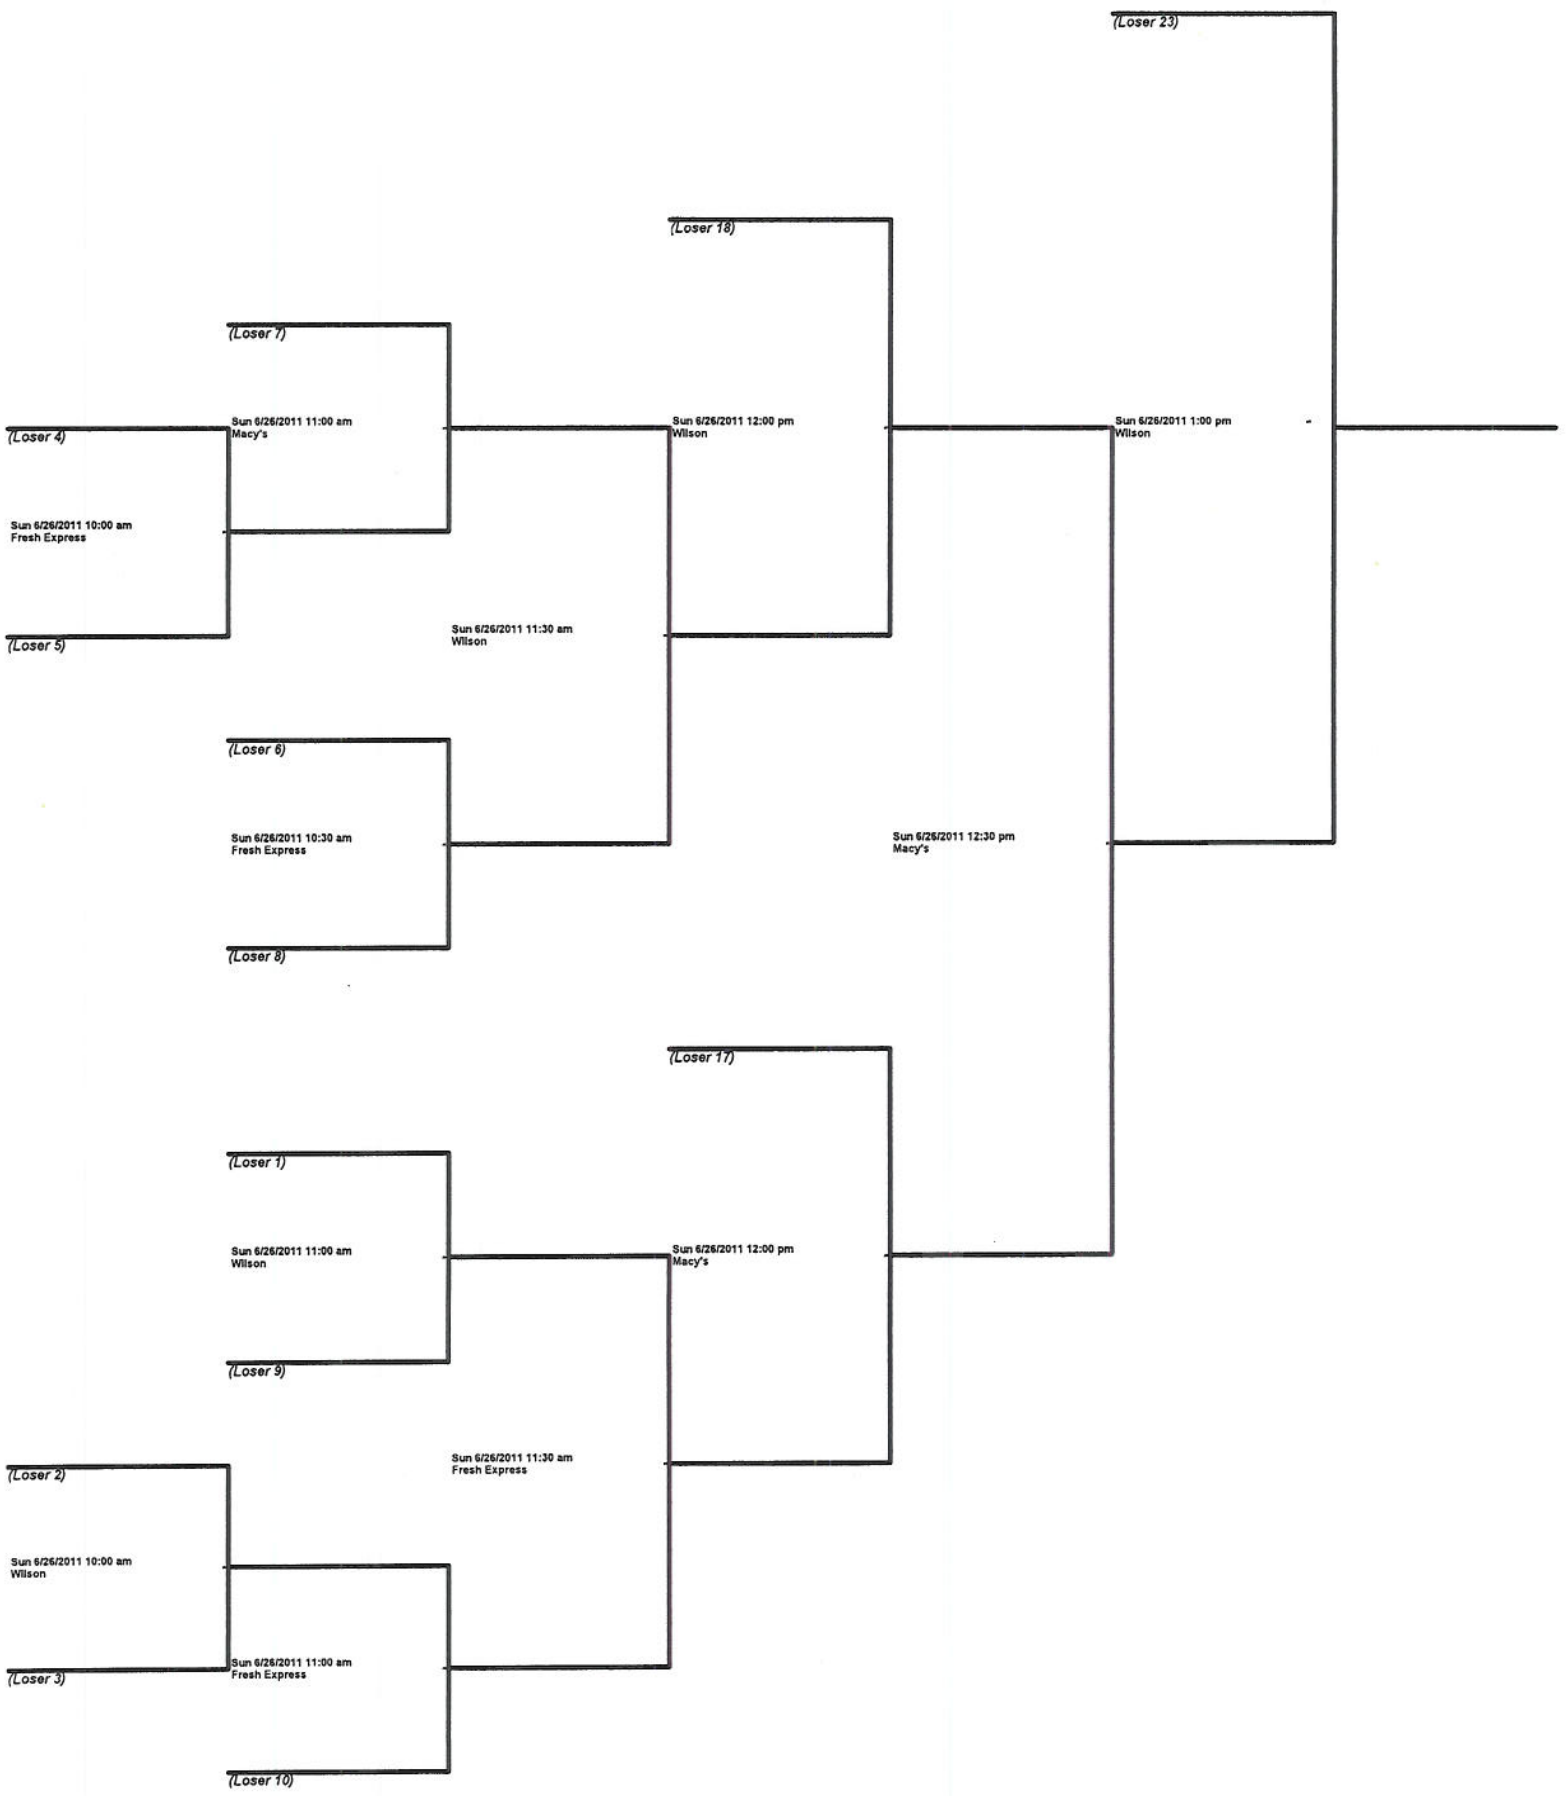 (Loser 23)
(Loser 18)
(Loser 7)
Sun 6/26/2011 11:00 am
Macy's
Sun 6/26/2011 12:00 pm
Wilson
Sun 6/26/2011 1:00 pm
Wilson
(Loser 4)
Sun 6/26/2011 10:00 am
Fresh Express
Sun 6/26/2011 11:30 am
Wilson
(Loser 5)
(Loser 6)
Sun 6/26/2011 10:30 am
Fresh Express
Sun 6/26/2011 12:30 pm
Macy's
(Loser 8)
(Loser 17)
(Loser 1)
Sun 6/26/2011 11:00 am
Wilson
Sun 6/26/2011 12:00 pm
Macy's
(Loser 9)
Sun 6/26/2011 11:30 am
Fresh Express
(Loser 2)
Sun 6/26/2011 10:00 am
Wilson
Sun 6/26/2011 11:00 am
Fresh Express
(Loser 3)
(Loser 10)